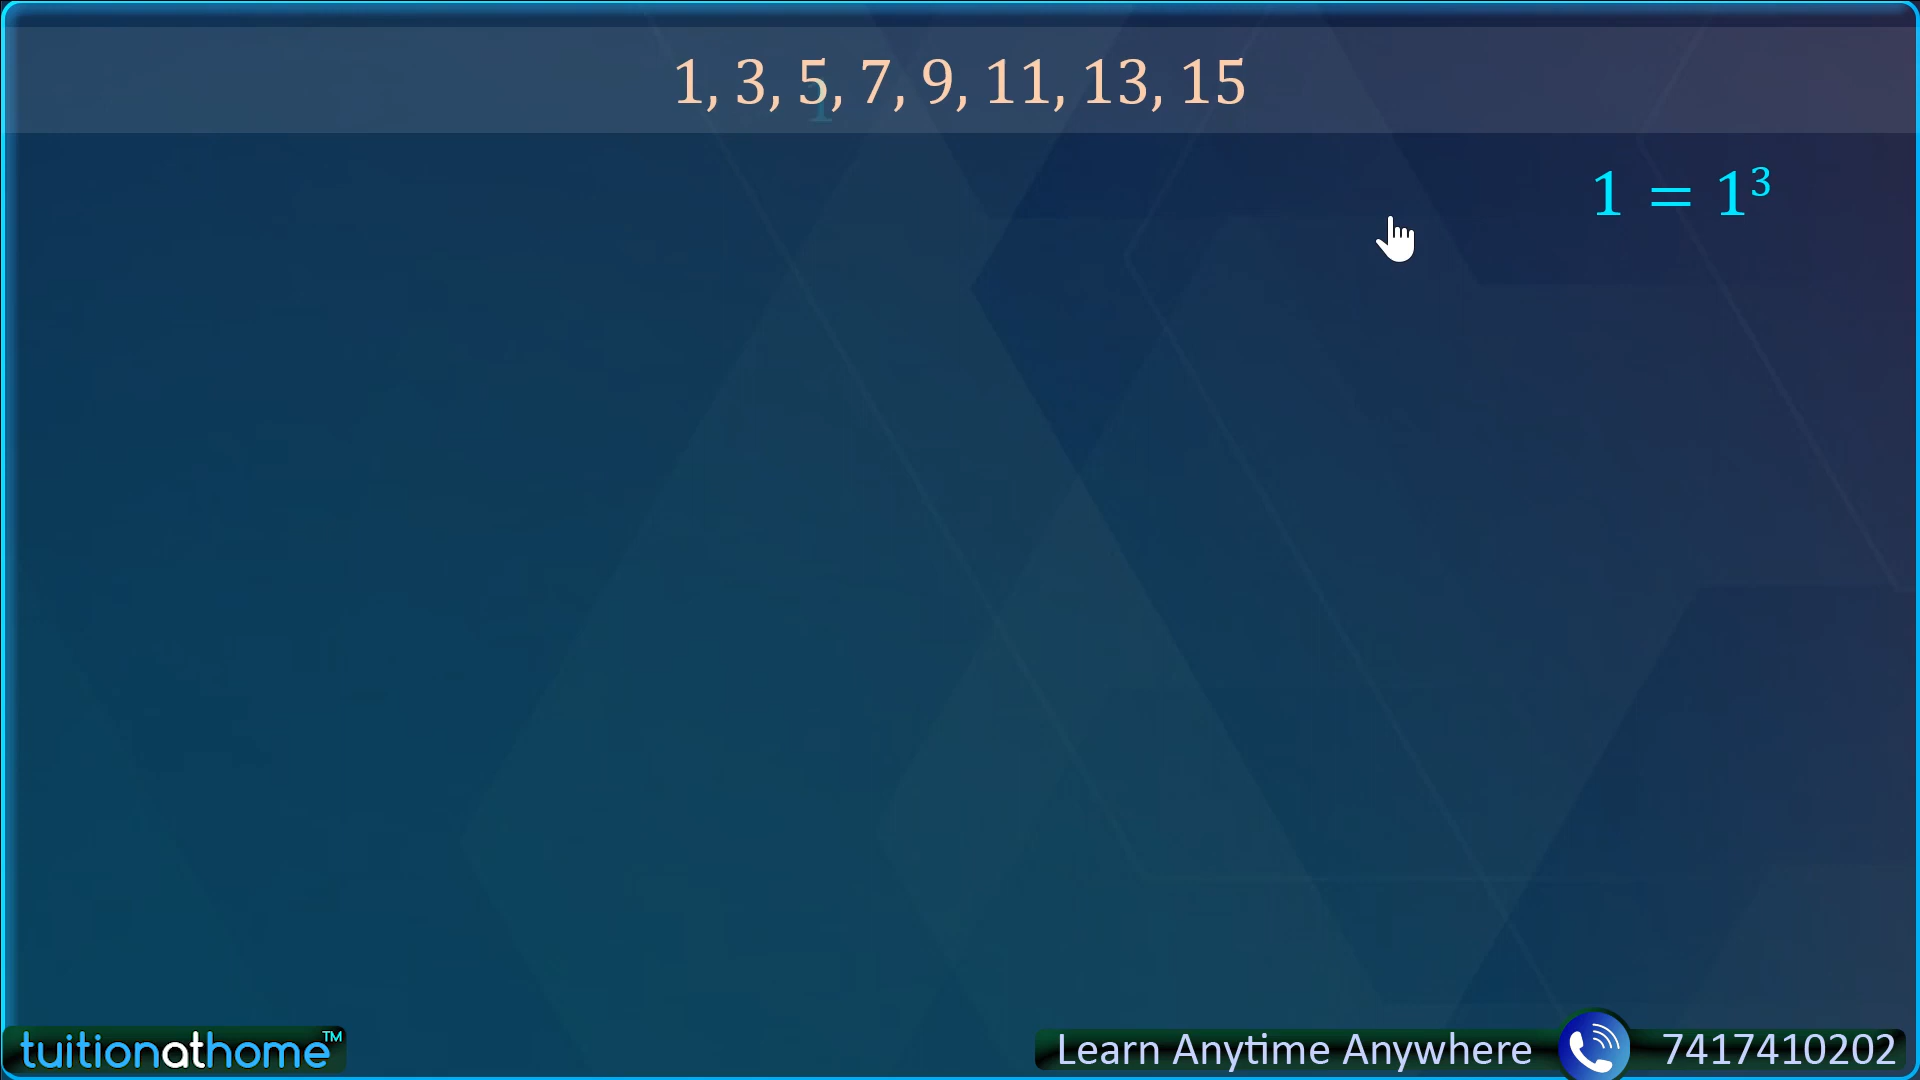 1, 3, 5, 7, 9, 11, 13, 15
1 = 1³
tuitionathome™
Learn Anytime Anywhere 7417410202